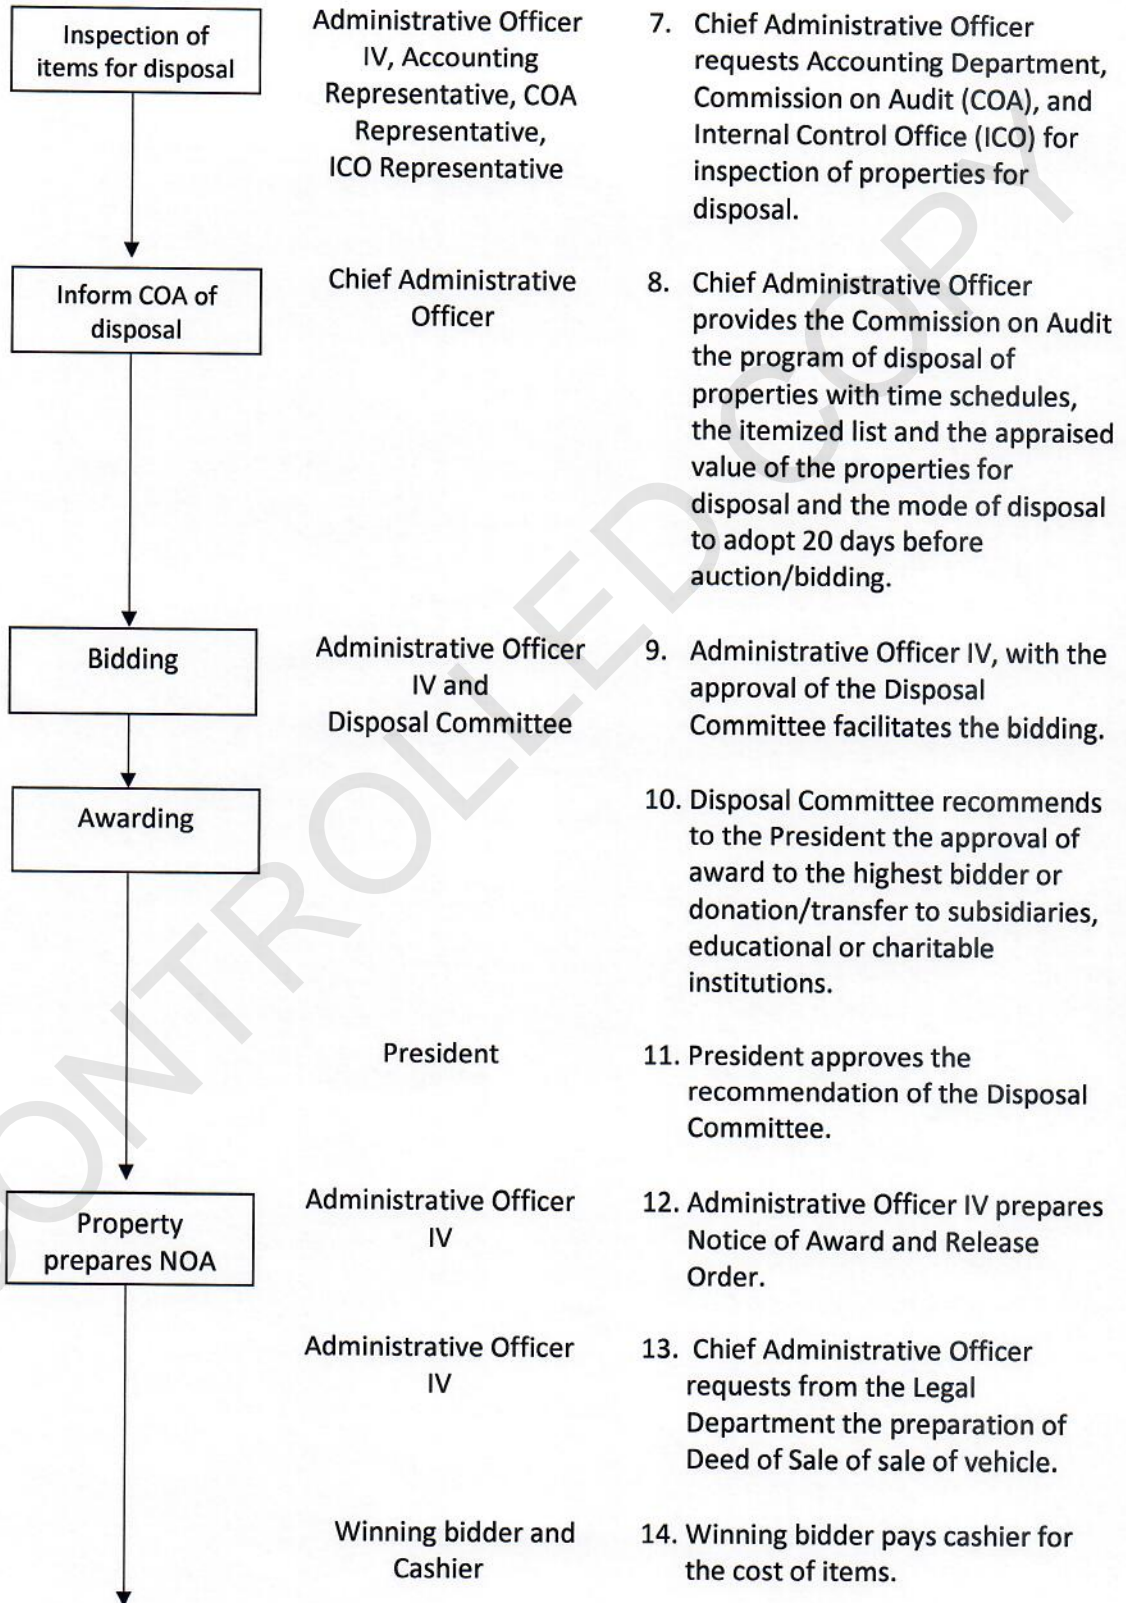 Inspection of
items for disposal
Administrative Officer
IV, Accounting
Representative, COA
Representative,
ICO Representative
7. Chief Administrative Officer
requests Accounting Department,
Commission on Audit (COA), and
Internal Control Office (ICO) for
inspection of properties for
disposal.
Inform COA of
disposal
Chief Administrative
Officer
8. Chief Administrative Officer
provides the Commission on Audit
the program of disposal of
properties with time schedules,
the itemized list and the appraised
value of the properties for
disposal and the mode of disposal
to adopt 20 days before
auction/bidding.
Bidding
Administrative Officer
IV and
Disposal Committee
9. Administrative Officer IV, with the
approval of the Disposal
Committee facilitates the bidding.
Awarding
10. Disposal Committee recommends
to the President the approval of
award to the highest bidder or
donation/transfer to subsidiaries,
educational or charitable
institutions.
President
11. President approves the
recommendation of the Disposal
Committee.
Property
prepares NOA
Administrative Officer
IV
12. Administrative Officer IV prepares
Notice of Award and Release
Order.
Administrative Officer
IV
13. Chief Administrative Officer
requests from the Legal
Department the preparation of
Deed of Sale of sale of vehicle.
Winning bidder and
Cashier
14. Winning bidder pays cashier for
the cost of items.
CONTROLLED COPY